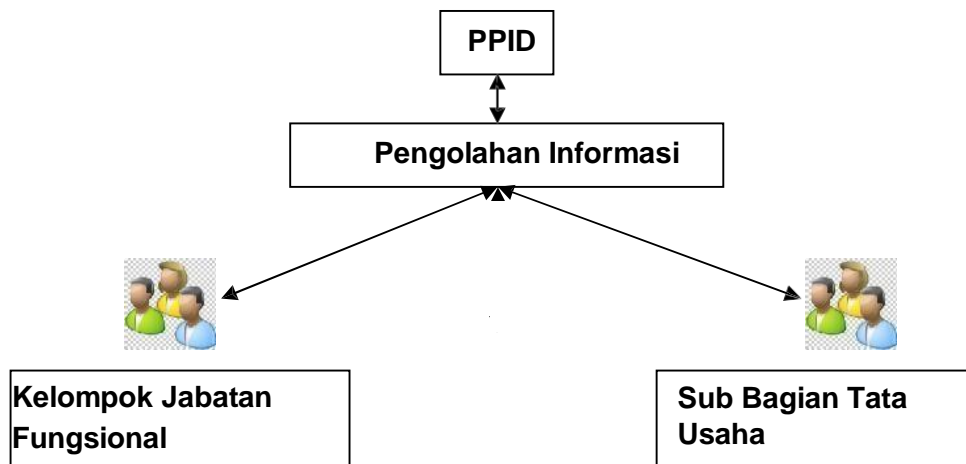 PPID
Pengolahan Informasi
Kelompok Jabatan
Fungsional
Sub Bagian Tata
Usaha